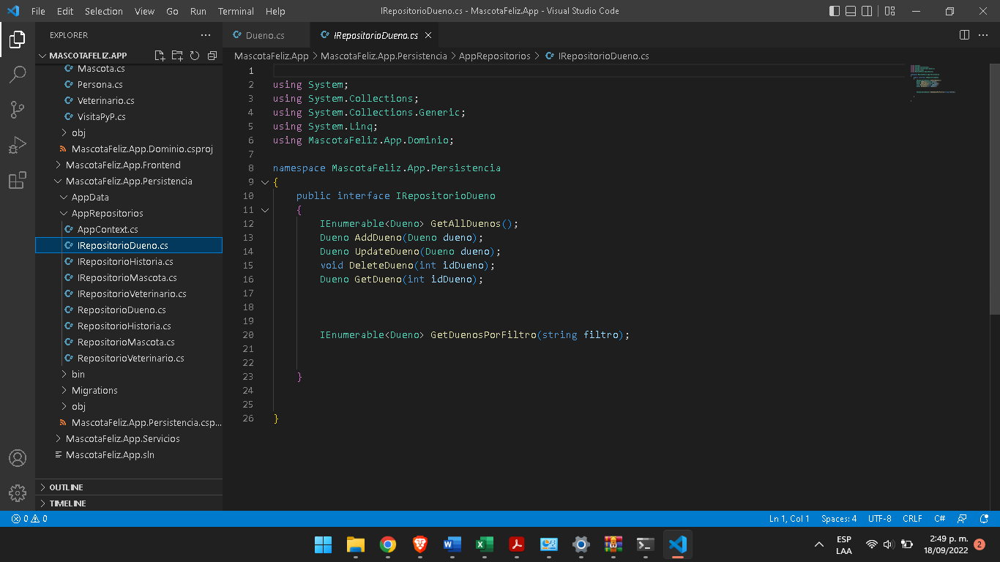 File Edit Selection View Go Run Terminal Help
IRepositorioDueno.cs - MascotaFeliz.App - Visual Studio Code
EXPLORER
MASCOTAFELIZ.APP
Mascota.cs
Persona.cs
Veterinario.cs
VisitaPyP.cs
obj
MascotaFeliz.App.Dominio.csproj
MascotaFeliz.App.Frontend
MascotaFeliz.App.Persistencia
AppData
AppRepositorios
AppContext.cs
IRepositorioDueno.cs
IRepositorioHistoria.cs
IRepositorioMascota.cs
IRepositorioVeterinario.cs
RepositorioDueno.cs
RepositorioHistoria.cs
RepositorioMascota.cs
RepositorioVeterinario.cs
bin
Migrations
obj
MascotaFeliz.App.Persistencia.csp...
MascotaFeliz.App.Servicios
MascotaFeliz.App.sln
OUTLINE
TIMELINE
Dueno.cs
IRepositorioDueno.cs
MascotaFeliz.App > MascotaFeliz.App.Persistencia > AppRepositorios > IRepositorioDueno.cs
1
2 using System;
3 using System.Collections;
4 using System.Collections.Generic;
5 using System.Linq;
6 using MascotaFeliz.App.Dominio;
7
8 namespace MascotaFeliz.App.Persistencia
9 {
10 public interface IRepositorioDueno
11 {
12 IEnumerable<Dueno> GetAllDuenos();
13 Dueno AddDueno(Dueno dueno);
14 Dueno UpdateDueno(Dueno dueno);
15 void DeleteDueno(int idDueno);
16 Dueno GetDueno(int idDueno);
17
18
19
20 IEnumerable<Dueno> GetDuenosPorFiltro(string filtro);
21
22
23 }
24
25
26 }
0 0
Ln 1, Col 1 Spaces: 4 UTF-8 CRLF C#
ESP
LAA
2:49 p. m.
18/09/2022
2